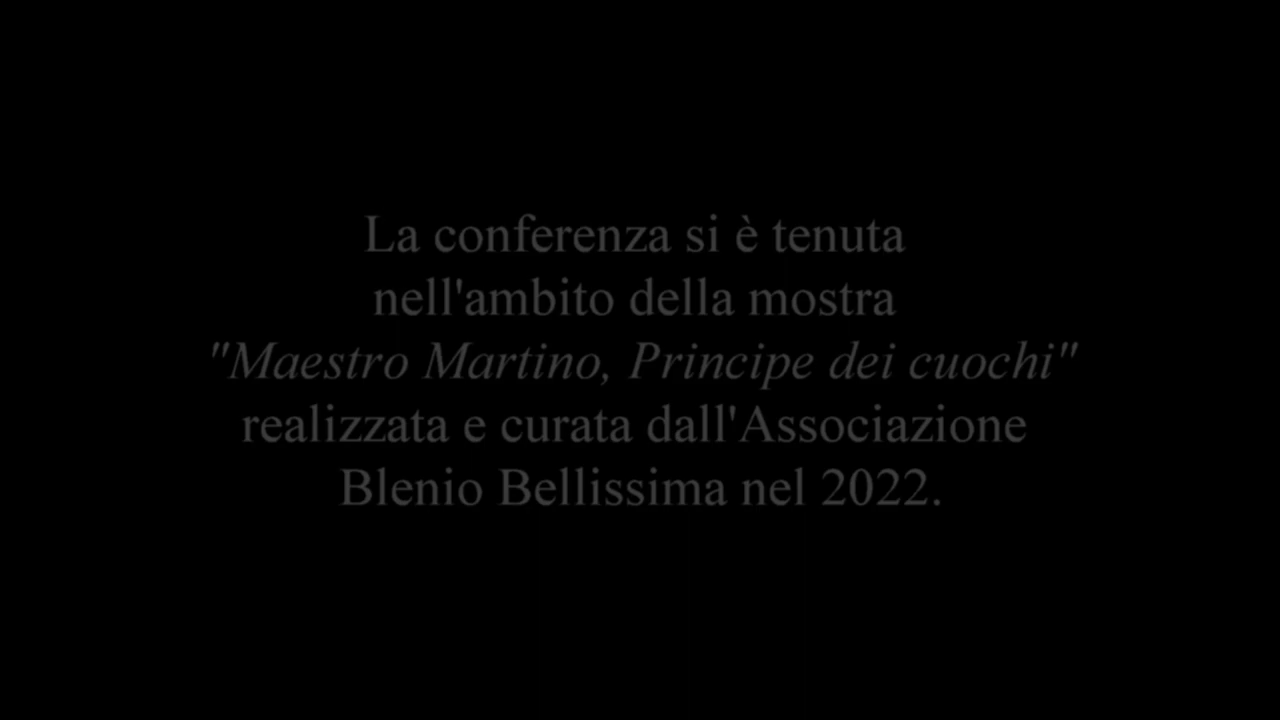 La conferenza si è tenuta
nell'ambito della mostra
"Maestro Martino, Principe dei cuochi"
realizzata e curata dall'Associazione
Blenio Bellissima nel 2022.